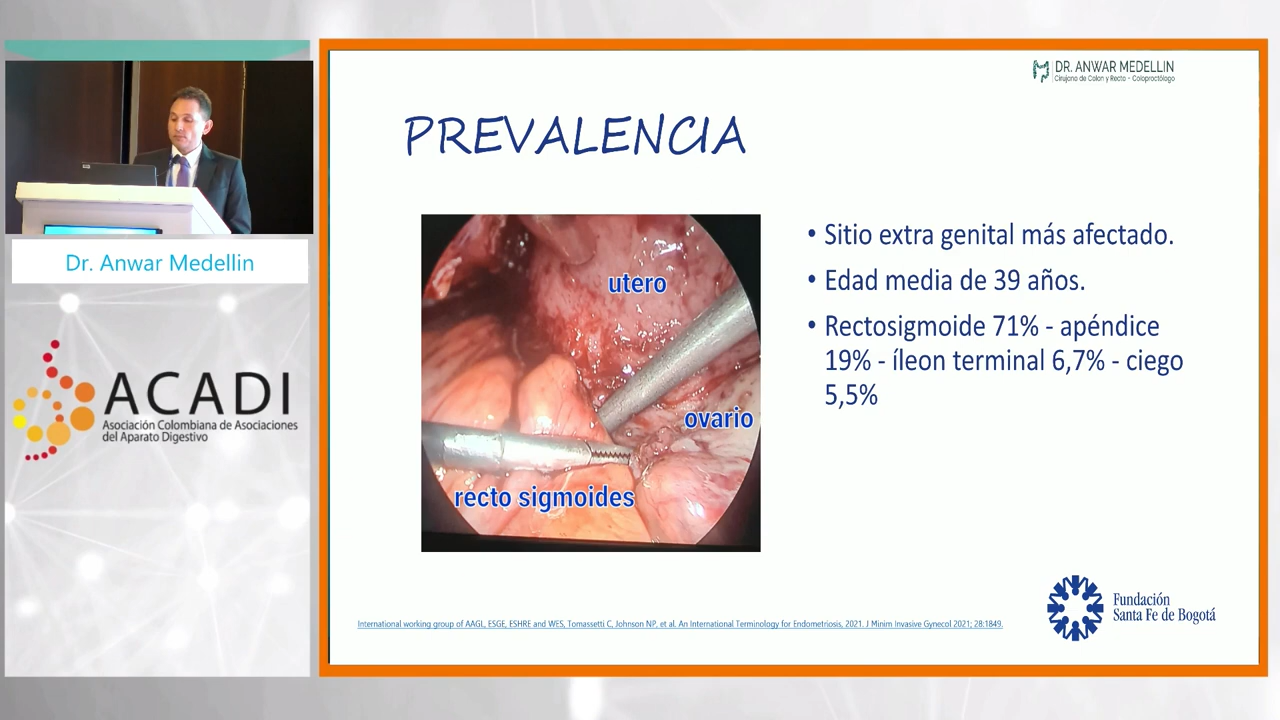 DR. ANWAR MEDELLIN
Cirujano de Colon y Recto - Coloproctólogo
PREVALENCIA
Dr. Anwar Medellin
ACADI
Asociación Colombiana de Asociaciones
del Aparato Digestivo
utero
ovario
recto sigmoides
• Sitio extra genital más afectado.
• Edad media de 39 años.
• Rectosigmoide 71% - apéndice
19% - íleon terminal 6,7% - ciego
5,5%
International working group of AAGL, ESGE, ESHRE and WES, Tomassetti C, Johnson NP, et al. An International Terminology for Endometriosis, 2021. J Minim Invasive Gynecol 2021; 28:1849.
Fundación
Santa Fe de Bogotá